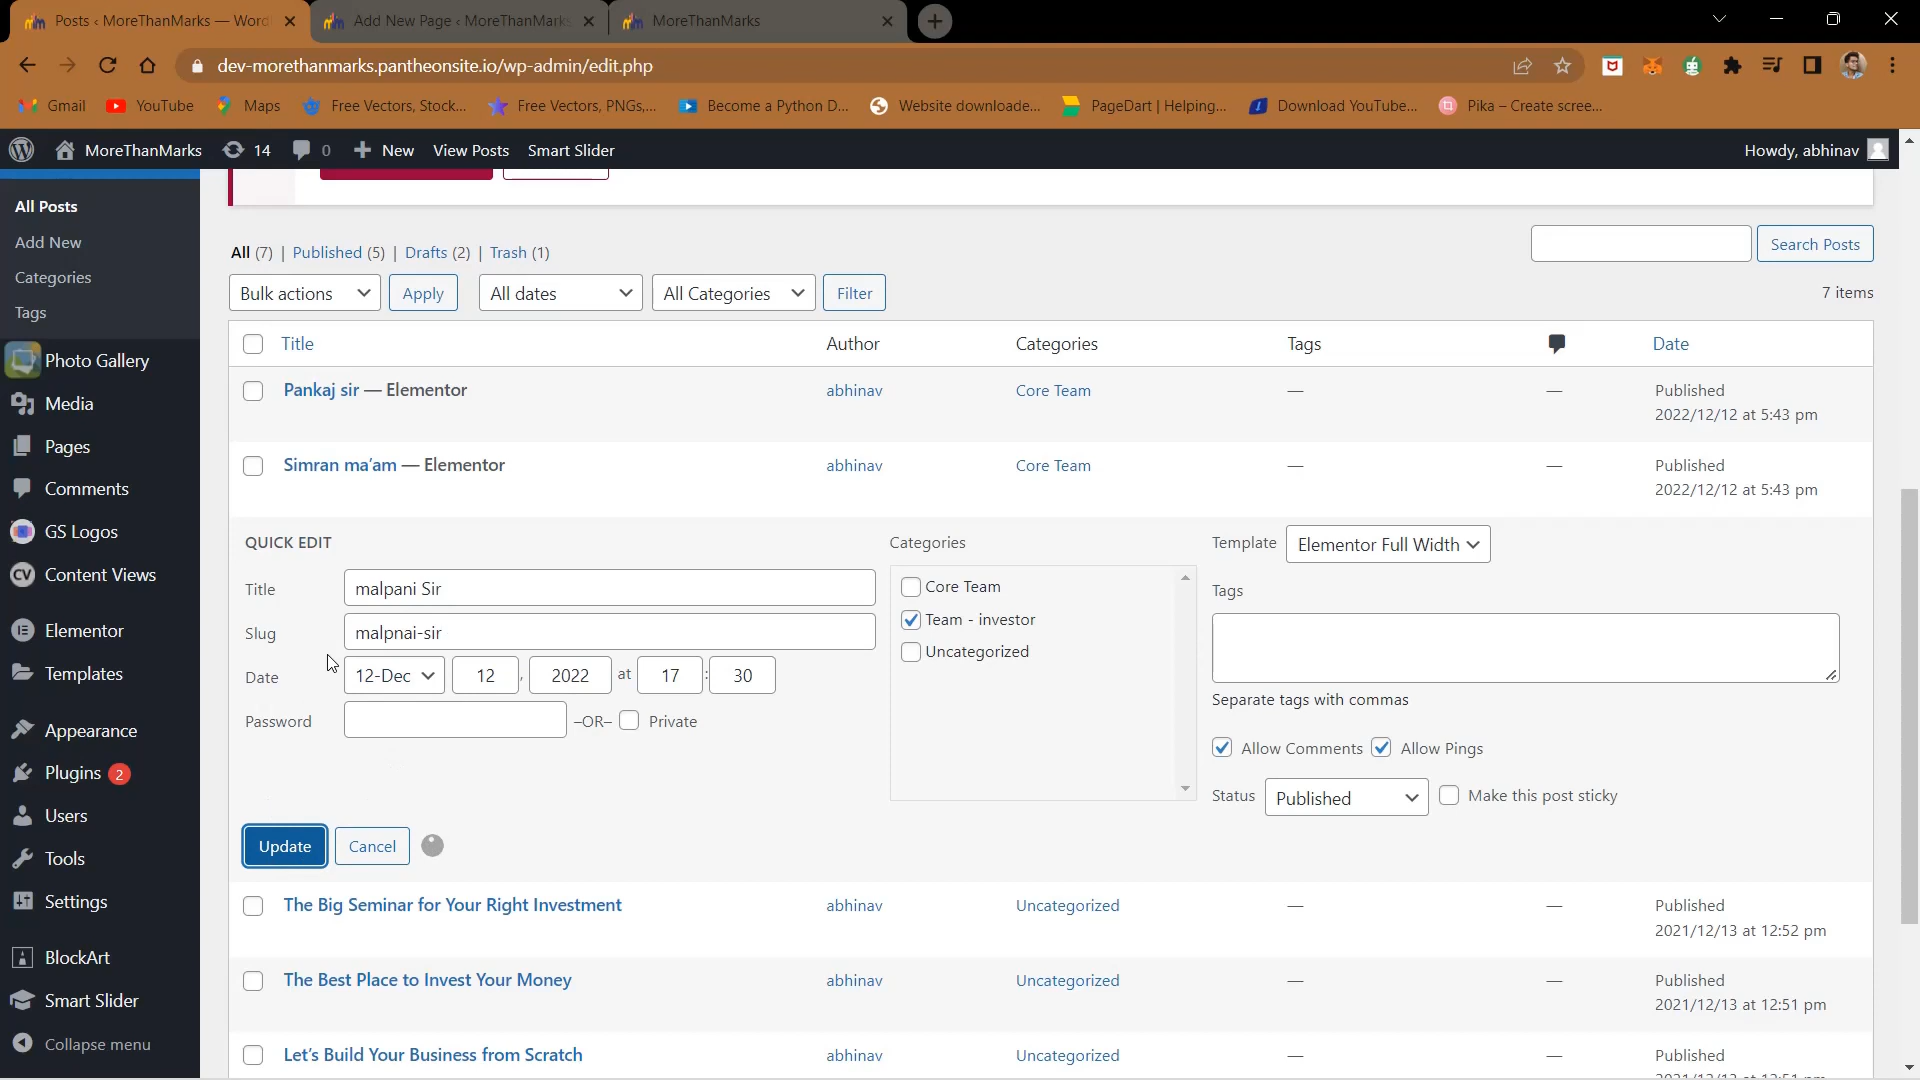 Posts ‹ MoreThanMarks — Word
Add New Page ‹ MoreThanMarks
MoreThanMarks
dev-morethanmarks.pantheonsite.io/wp-admin/edit.php
Gmail
YouTube
Maps
Free Vectors, Stock...
Free Vectors, PNGs,...
Become a Python D...
Website downloade...
PageDart | Helping...
Download YouTube...
Pika – Create scree...
MoreThanMarks
14
0
New
View Posts
Smart Slider
Howdy, abhinav
All Posts
Add New
Categories
Tags
Photo Gallery
Media
Pages
Comments
GS Logos
CV Content Views
Elementor
Templates
Appearance
Plugins 2
Users
Tools
Settings
BlockArt
Smart Slider
Collapse menu
All (7) | Published (5) | Drafts (2) | Trash (1)
Search Posts
Bulk actions
Apply
All dates
All Categories
Filter
7 items
Title
Author
Categories
Tags
Date
Pankaj sir — Elementor
abhinav
Core Team
—
—
Published
2022/12/12 at 5:43 pm
Simran ma'am — Elementor
abhinav
Core Team
—
—
Published
2022/12/12 at 5:43 pm
QUICK EDIT
Title malpani Sir
Slug malpnai-sir
Date 12-Dec 12 , 2022 at 17 : 30
Password –OR– Private
Categories
Core Team
Team - investor
Uncategorized
Template Elementor Full Width
Tags
Separate tags with commas
Allow Comments Allow Pings
Status Published Make this post sticky
Update
Cancel
The Big Seminar for Your Right Investment
abhinav
Uncategorized
—
—
Published
2021/12/13 at 12:52 pm
The Best Place to Invest Your Money
abhinav
Uncategorized
—
—
Published
2021/12/13 at 12:51 pm
Let's Build Your Business from Scratch
abhinav
Uncategorized
—
—
Published
2021/12/13 at 12:51 pm